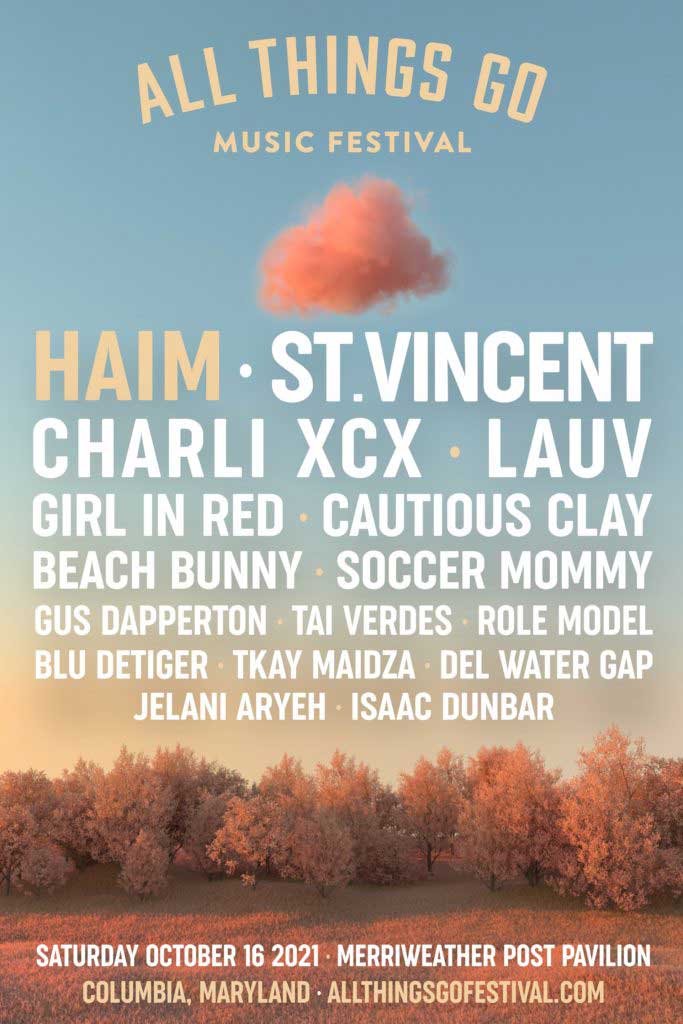 ALL THINGS GO
MUSIC FESTIVAL
HAIM · ST. VINCENT
CHARLI XCX · LAUV
GIRL IN RED · CAUTIOUS CLAY
BEACH BUNNY · SOCCER MOMMY
GUS DAPPERTON · TAI VERDES · ROLE MODEL
BLU DETIGER · TKAY MAIDZA · DEL WATER GAP
JELANI ARYEH · ISAAC DUNBAR
SATURDAY OCTOBER 16 2021 · MERRIWEATHER POST PAVILION
COLUMBIA, MARYLAND · ALLTHINGSGOFESTIVAL.COM